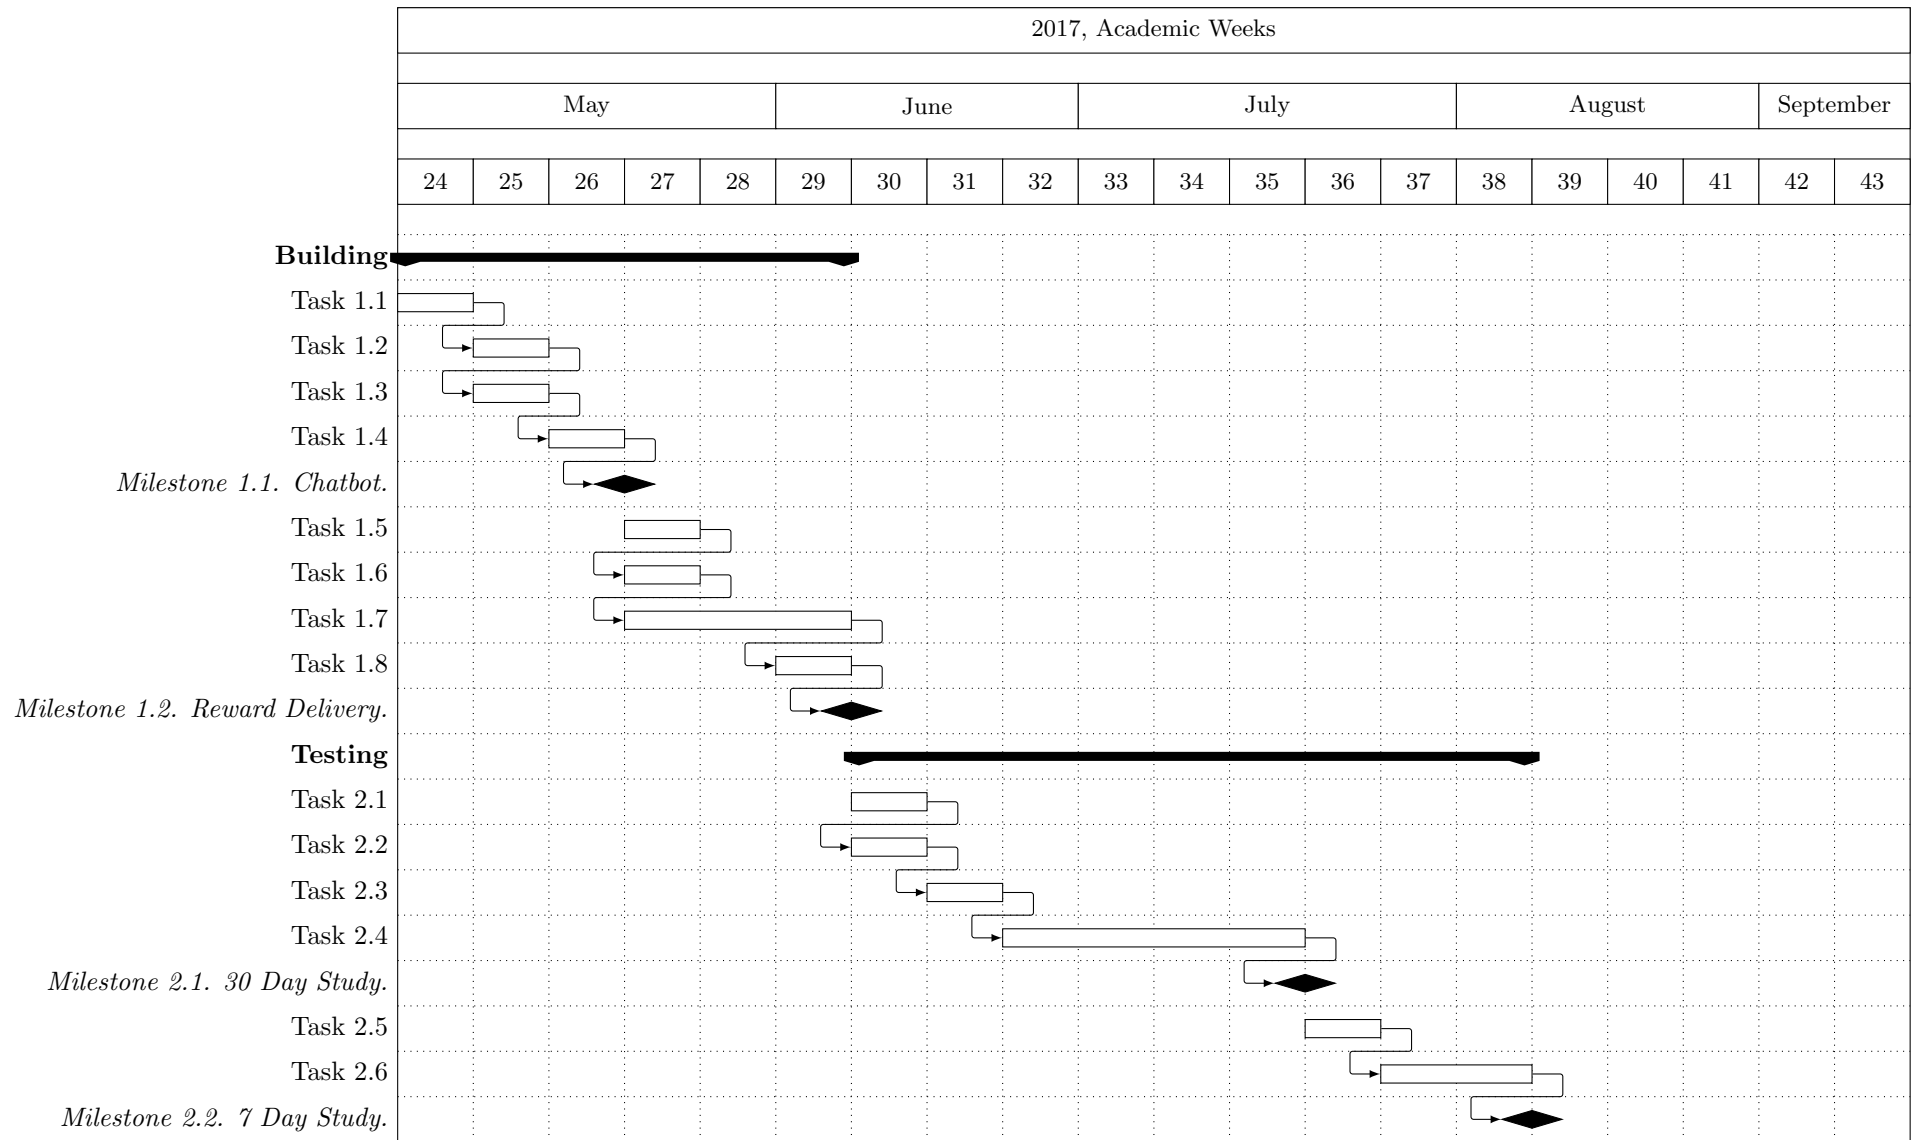 2017, Academic Weeks
May June July August September
24 25 26 27 28 29 30 31 32 33 34 35 36 37 38 39 40 41 42 43
Building
Task 1.1
Task 1.2
Task 1.3
Task 1.4
Milestone 1.1. Chatbot.
Task 1.5
Task 1.6
Task 1.7
Task 1.8
Milestone 1.2. Reward Delivery.
Testing
Task 2.1
Task 2.2
Task 2.3
Task 2.4
Milestone 2.1. 30 Day Study.
Task 2.5
Task 2.6
Milestone 2.2. 7 Day Study.